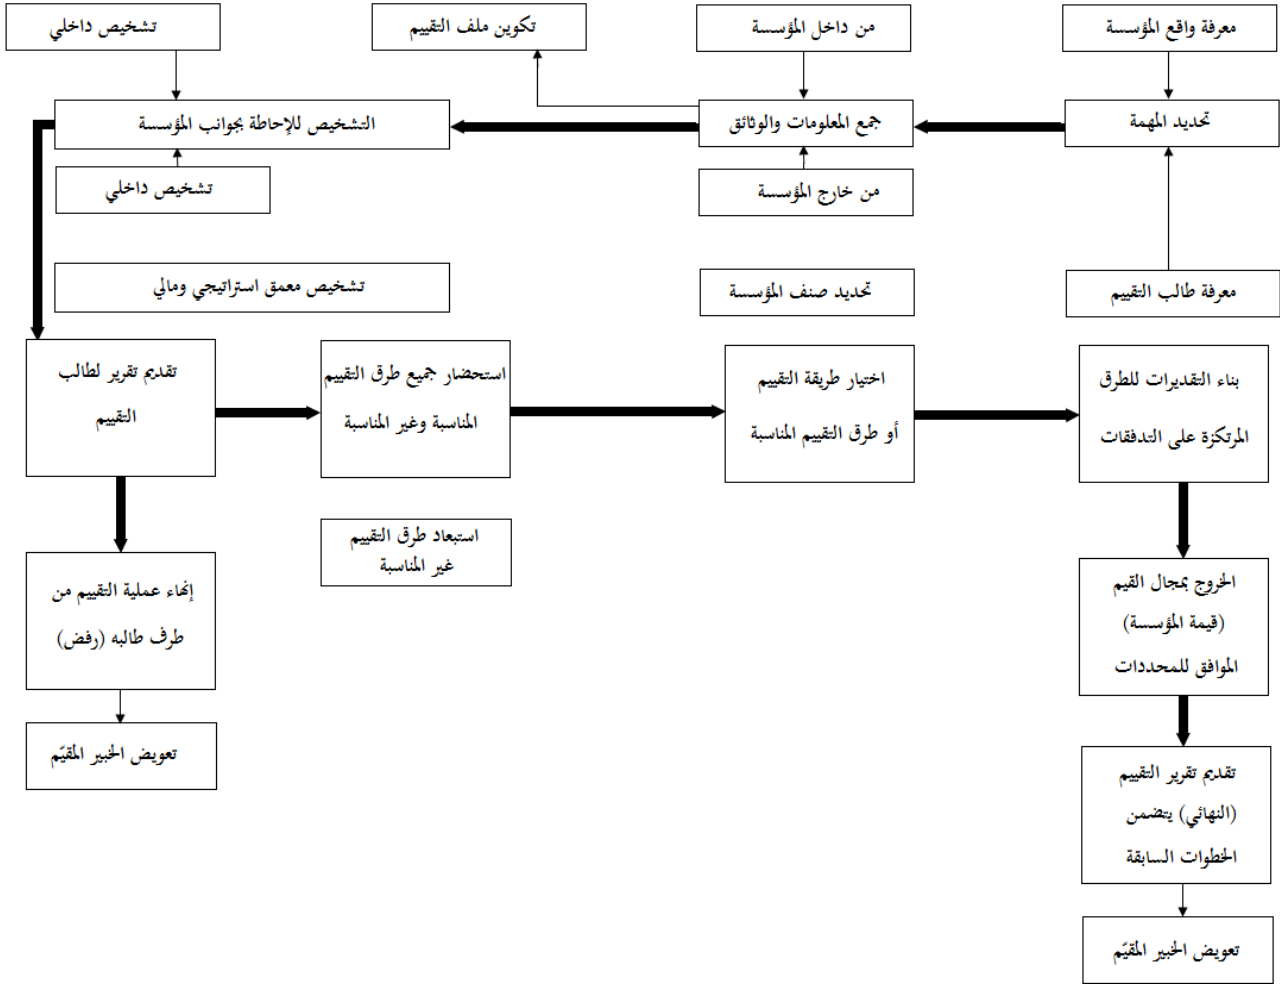 معرفة واقع المؤسسة
من داخل المؤسسة
تكوين ملف التقييم
تشخيص داخلي
تحديد المهمة
جمع المعلومات والوثائق
التشخيص للإحاطة بجوانب المؤسسة
من خارج المؤسسة
تشخيص داخلي
معرفة طالب التقييم
تحديد صنف المؤسسة
تشخيص معمق استراتيجي ومالي
تقديم تقرير لطالب
التقييم
استحضار جميع طرق التقييم
المناسبة وغير المناسبة
اختيار طريقة التقييم
أو طرق التقييم المناسبة
بناء التقديرات للطرق
المرتكزة على التدفقات
استبعاد طرق التقييم
غير المناسبة
إنهاء عملية التقييم من
طرف طالبه (رفض)
تعويض الخبير المقيّم
الخروج بمجال القيم
(قيمة المؤسسة)
الموافق للمحددات
تقديم تقرير التقييم
(النهائي) يتضمن
الخطوات السابقة
تعويض الخبير المقيّم